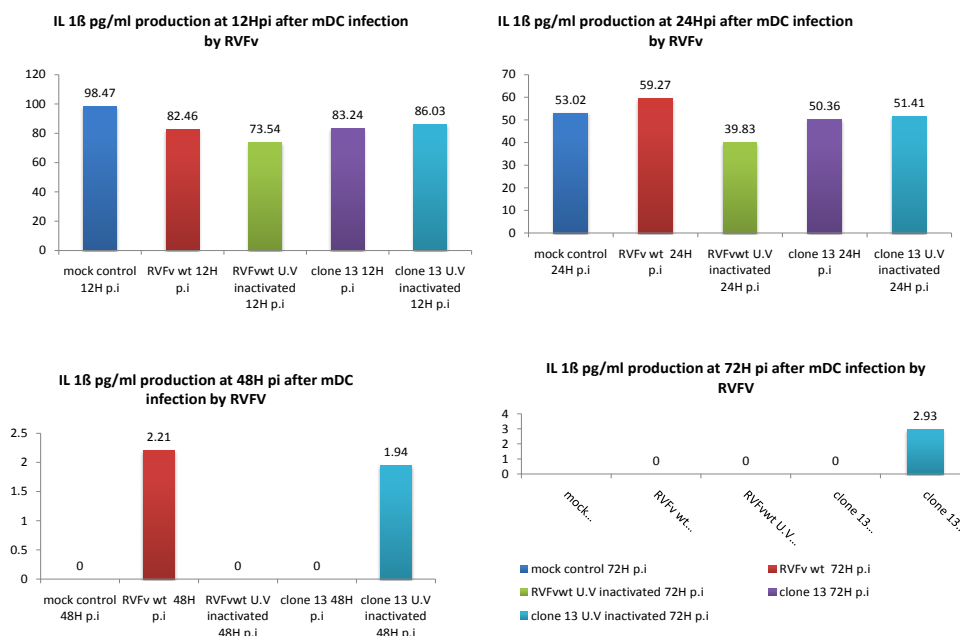 IL 1ß pg/ml production at 12Hpi after mDC infection
by RVFv
120
100
80
60
40
20
0
98.47
82.46
73.54
83.24
86.03
mock control
12H p.i
RVFv wt 12H
p.i
RVFvwt U.V
inactivated
12H p.i
clone 13 12H
p.i
clone 13 U.V
inactivated 12H p.i
IL 1ß pg/ml production at 24Hpi after mDC infection
by RVFv
70
60
50
40
30
20
10
0
53.02
59.27
39.83
50.36
51.41
mock control
24H p.i
RVFv wt 24H
p.i
RVFvwt U.V
inactivated
24H p.i
clone 13 24H
p.i
clone 13 U.V
inactivated 24H p.i
IL 1ß pg/ml production at 48H pi after mDC
infection by RVFV
2.5
2
1.5
1
0.5
0
0
2.21
0
0
1.94
mock control
48H p.i
RVFv wt 48H
p.i
RVFvwt U.V
inactivated
48H p.i
clone 13 48H
p.i
clone 13 U.V
inactivated 48H p.i
IL 1ß pg/ml production at 72H pi after mDC infection by
RVFV
4
3
2
1
0
0
0
0
2.93
mock...
RVFv wt...
RVFvwt U.V...
clone 13...
clone 13...
mock control 72H p.i
RVFv wt 72H p.i
RVFvwt U.V inactivated 72H p.i
clone 13 72H p.i
clone 13 U.V inactivated 72H p.i